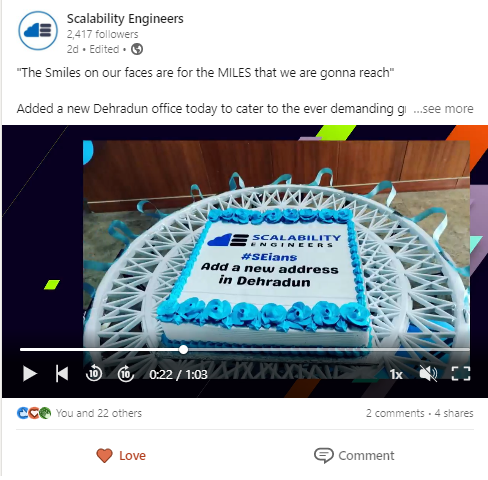 Scalability Engineers
2,417 followers
2d • Edited •
"The Smiles on our faces are for the MILES that we are gonna reach"
Added a new Dehradun office today to cater to the ever demanding g ...see more
SCALABILITY
ENGINEERS
#SEians
Add a new address
in Dehradun
10 10 0:22 / 1:03 1x
You and 22 others 2 comments • 4 shares
Love Comment